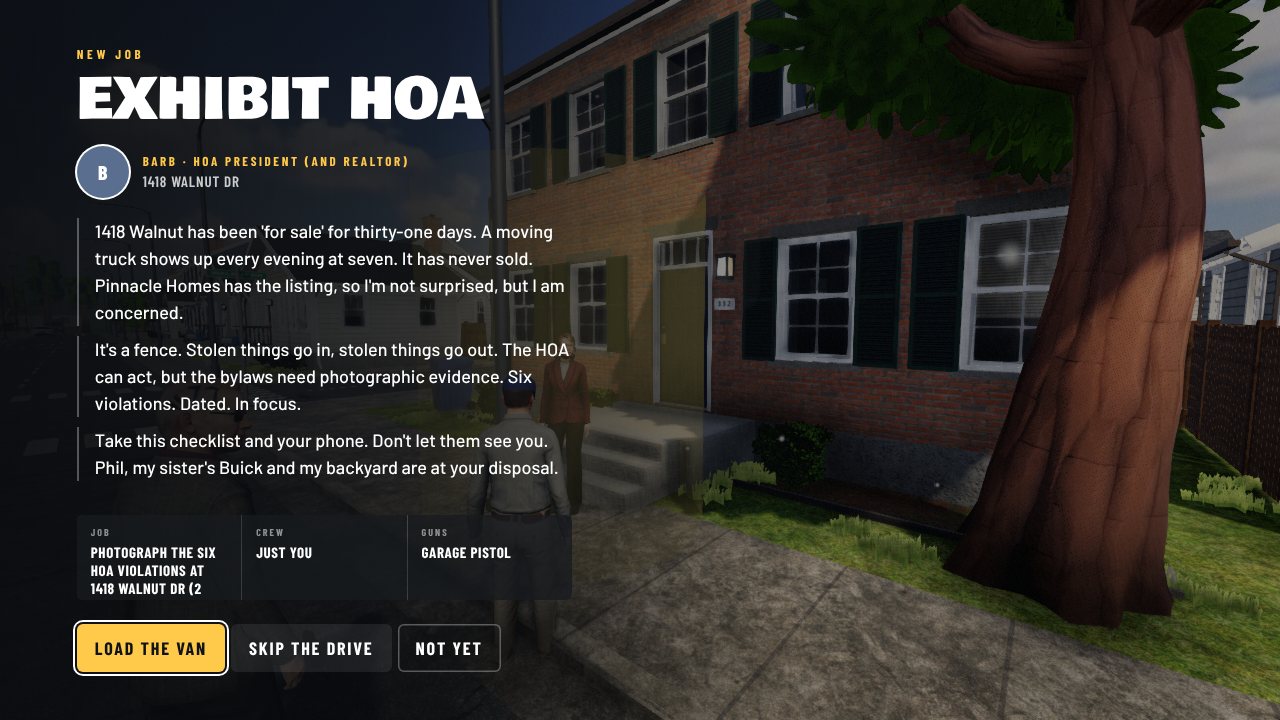 NEW JOB
EXHIBIT HOA
B
BARB · HOA PRESIDENT (AND REALTOR)
1418 WALNUT DR
1418 Walnut has been 'for sale' for thirty-one days. A moving
truck shows up every evening at seven. It has never sold.
Pinnacle Homes has the listing, so I'm not surprised, but I am
concerned.
It's a fence. Stolen things go in, stolen things go out. The HOA
can act, but the bylaws need photographic evidence. Six
violations. Dated. In focus.
Take this checklist and your phone. Don't let them see you.
Phil, my sister's Buick and my backyard are at your disposal.
JOB
PHOTOGRAPH THE SIX
HOA VIOLATIONS AT
1418 WALNUT DR (2
CREW
JUST YOU
GUNS
GARAGE PISTOL
LOAD THE VAN
SKIP THE DRIVE
NOT YET